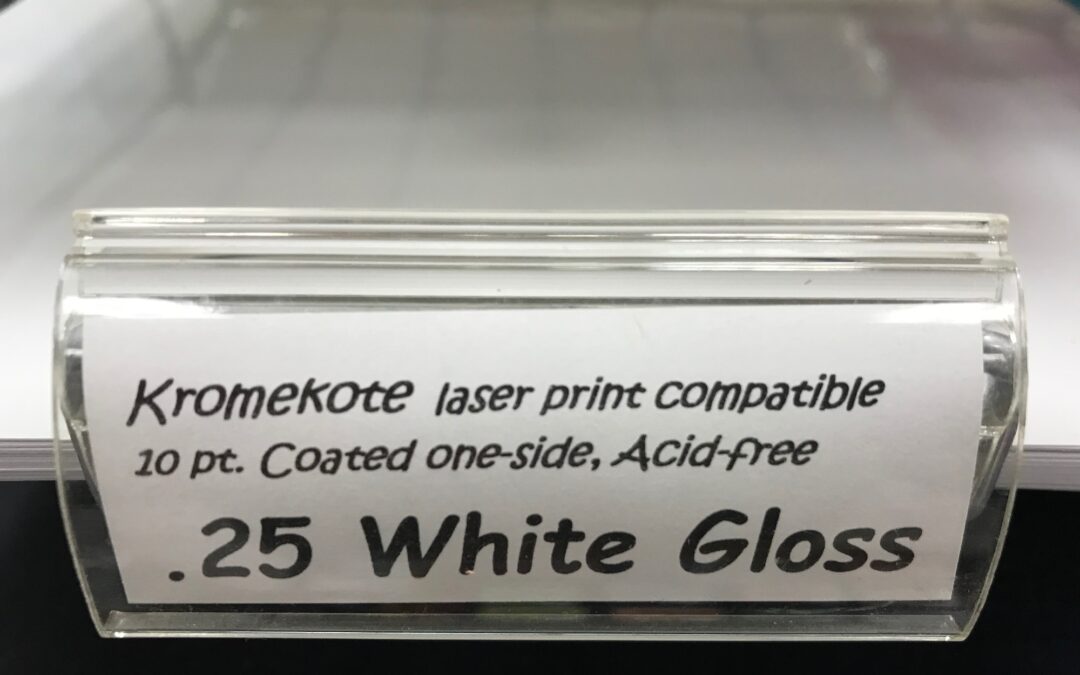 Kromekote laser print compatible
10 pt. Coated one-side, Acid-free
.25 White Gloss